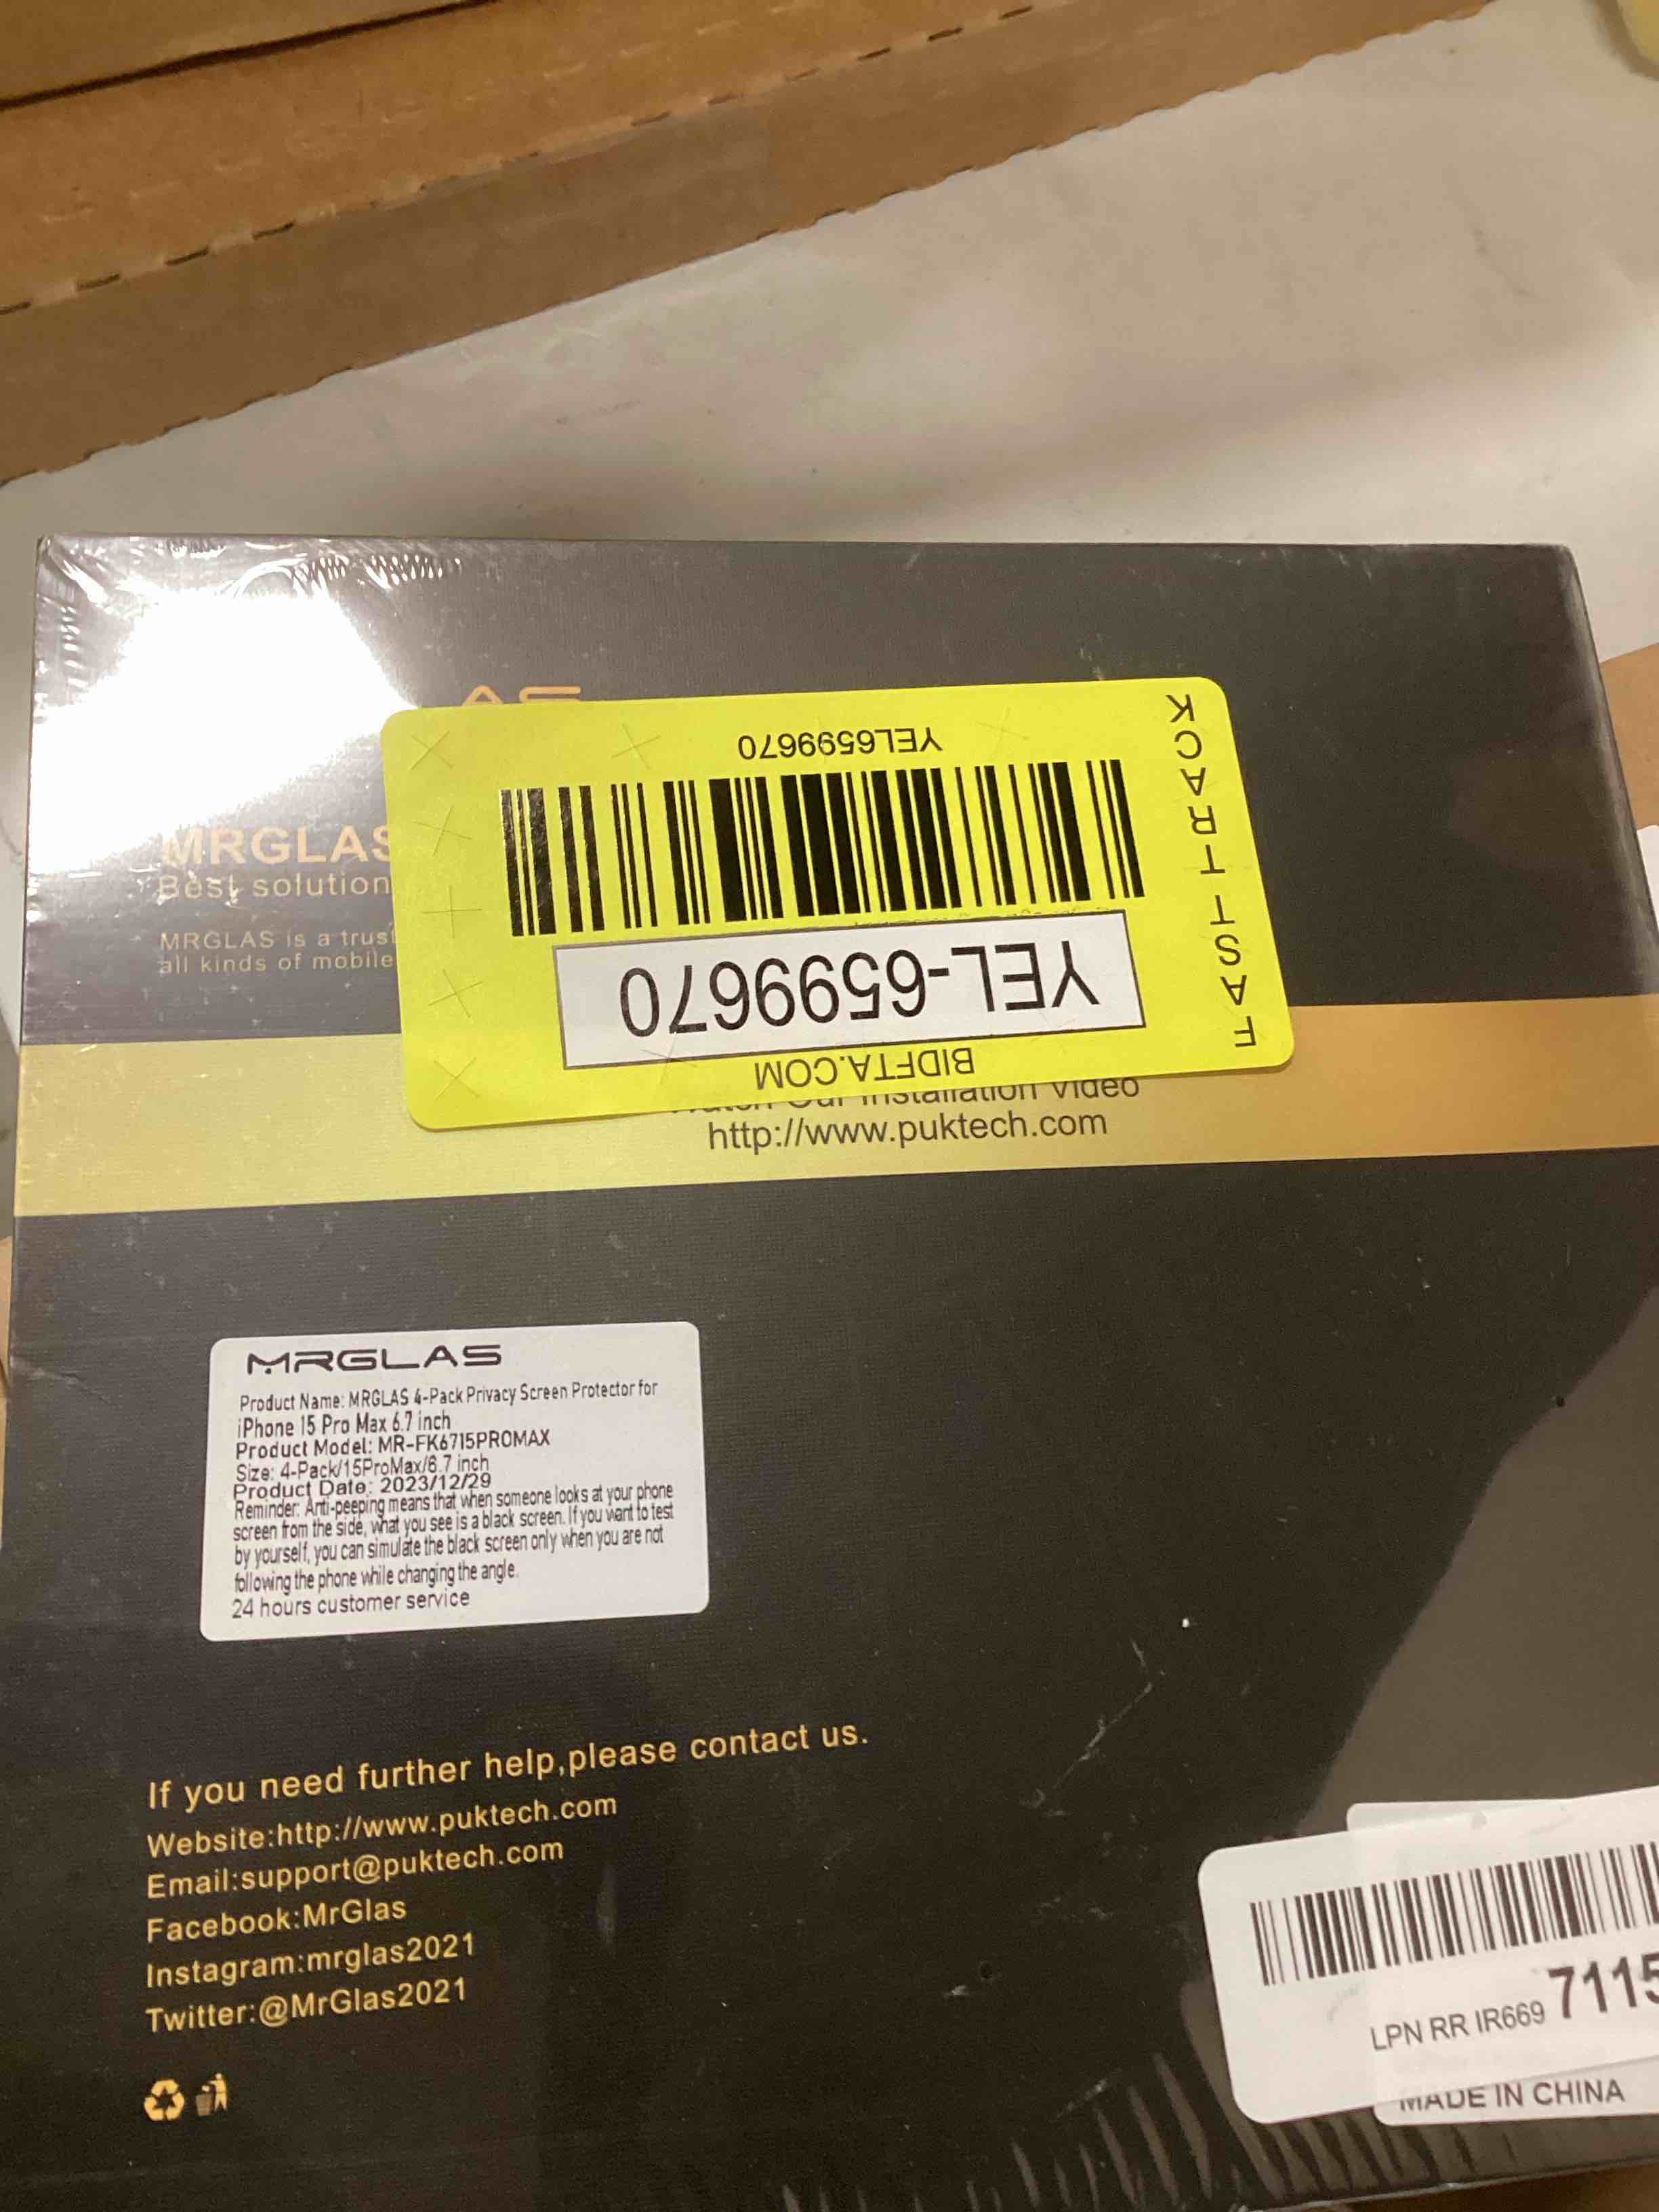 AS
YEL6599670
FAST TRACK
YEL-6599670
BIDFTA.COM
MRGLAS
Best solution
MRGLAS is a trust
all kinds of mobile
Watch Our Installation Video
http://www.puktech.com
MRGLAS
Product Name: MRGLAS 4-Pack Privacy Screen Protector for
iPhone 15 Pro Max 6.7 inch
Product Model: MR-FK6715PROMAX
Size: 4-Pack/15ProMax/6.7 inch
Product Date: 2023/12/29
Reminder: Anti-peeping means that when someone looks at your phone
screen from the side, what you see is a black screen. If you want to test
by yourself, you can simulate the black screen only when you are not
following the phone while changing the angle.
24 hours customer service
If you need further help,please contact us.
Website:http://www.puktech.com
Email:support@puktech.com
Facebook:MrGlas
Instagram:mrglas2021
Twitter:@MrGlas2021
LPN RR IR669 7115
MADE IN CHINA